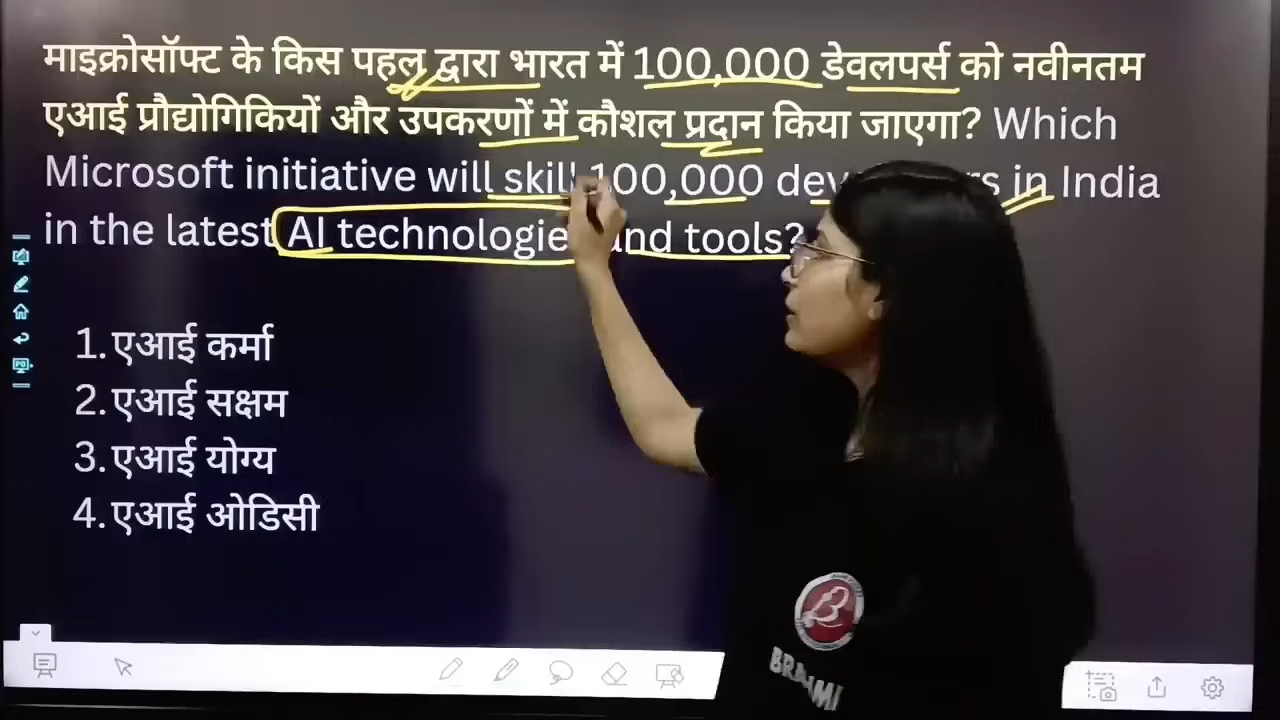 माइक्रोसॉफ्ट के किस पहल द्वारा भारत में 100,000 डेवलपर्स को नवीनतम
एआई प्रौद्योगिकियों और उपकरणों में कौशल प्रदान किया जाएगा? Which
Microsoft initiative will skill 100,000 in India
in the latest AI technologie and tools?
1. एआई कर्मा
2. एआई सक्षम
3. एआई योग्य
4. एआई ओडिसी